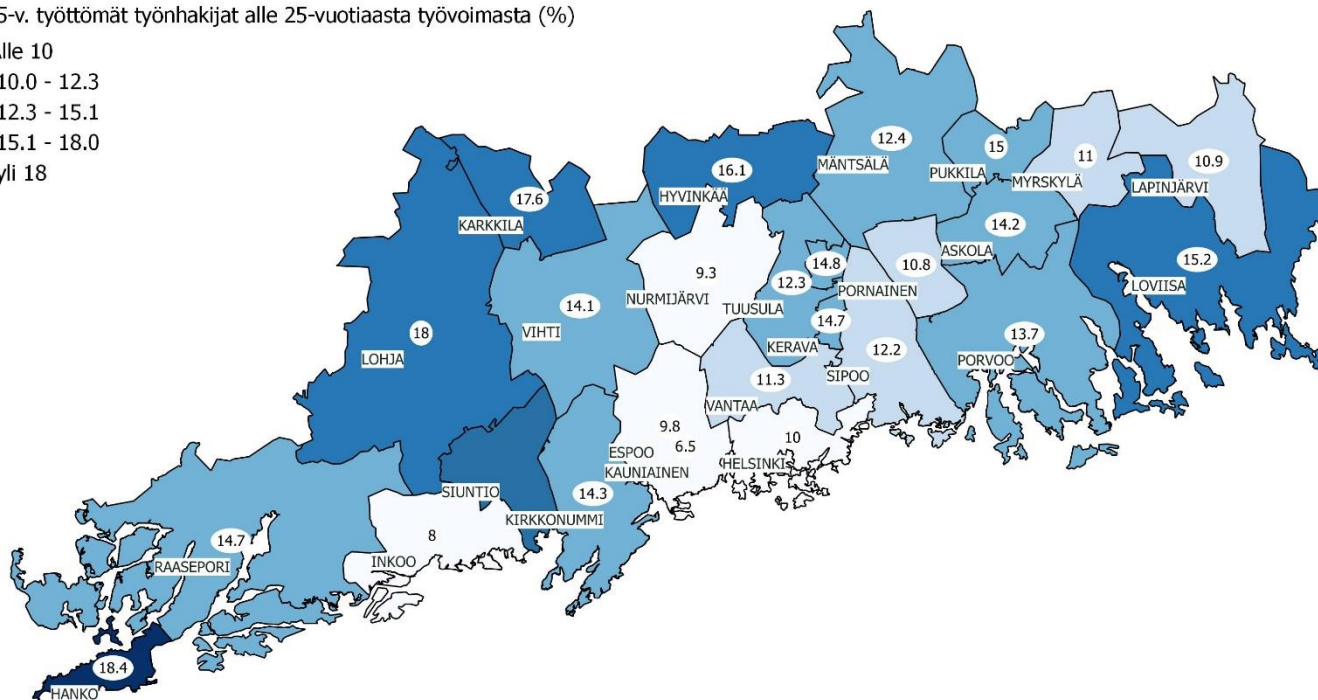 5-v. työttömät työnhakijat alle 25-vuotiaasta työvoimasta (%)
lle 10
10.0 - 12.3
12.3 - 15.1
15.1 - 18.0
yli 18
12.4
MÄNTSÄLÄ
15
PUKKILA
11
MYRSKYLÄ
10.9
LAPINJÄRVI
16.1
HYVINKÄÄ
17.6
KARKKILA
14.2
ASKOLA
15.2
LOVIISA
9.3
NURMIJÄRVI
14.8
12.3
TUUSULA
10.8
PORNAINEN
14.1
VIHTI
18
LOHJA
14.7
KERAVA
12.2
SIPOO
13.7
PORVOO
11.3
VANTAA
9.8
ESPOO
6.5
KAUNIAINEN
10
HELSINKI
SIUNTIO
14.3
KIRKKONUMMI
8
INKOO
14.7
RAASEPORI
18.4
HANKO